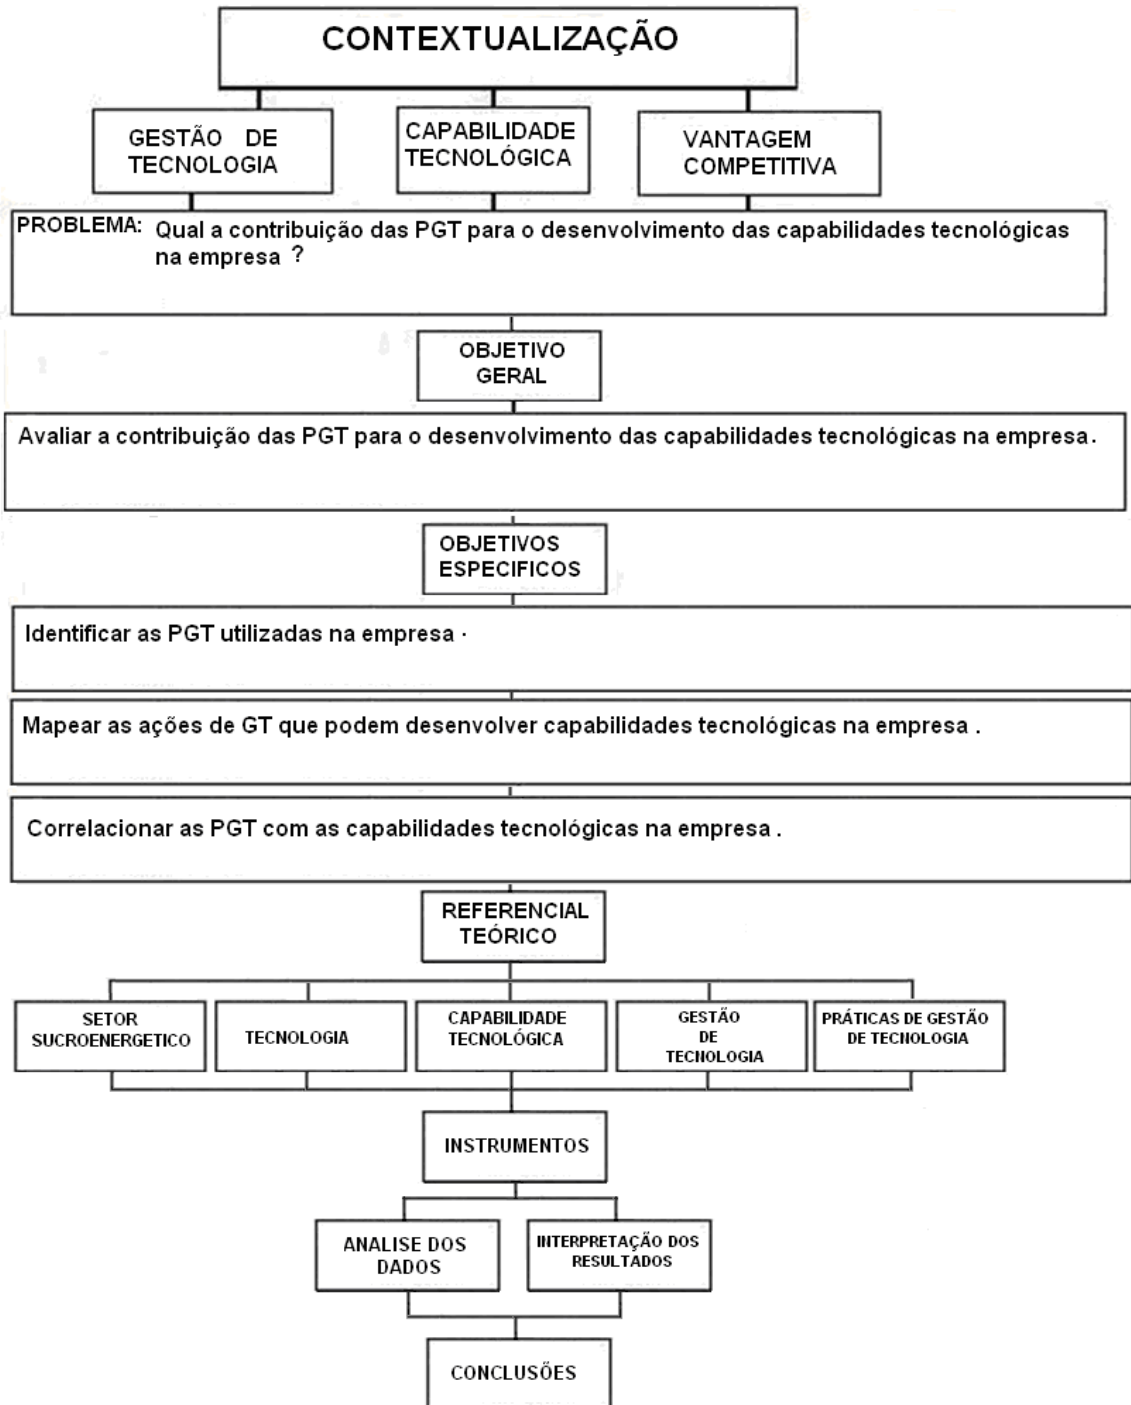 CONTEXTUALIZAÇÃO
GESTÃO DE
TECNOLOGIA
CAPABILIDADE
TECNOLÓGICA
VANTAGEM
COMPETITIVA
PROBLEMA: Qual a contribuição das PGT para o desenvolvimento das capabilidades tecnológicas
na empresa ?
OBJETIVO
GERAL
Avaliar a contribuição das PGT para o desenvolvimento das capabilidades tecnológicas na empresa.
OBJETIVOS
ESPECIFICOS
Identificar as PGT utilizadas na empresa .
Mapear as ações de GT que podem desenvolver capabilidades tecnológicas na empresa .
Correlacionar as PGT com as capabilidades tecnológicas na empresa .
REFERENCIAL
TEÓRICO
SETOR
SUCROENERGETICO
TECNOLOGIA
CAPABILIDADE
TECNOLÓGICA
GESTÃO
DE
TECNOLOGIA
PRÁTICAS DE GESTÃO
DE TECNOLOGIA
INSTRUMENTOS
ANALISE DOS
DADOS
INTERPRETAÇÃO DOS
RESULTADOS
CONCLUSÕES